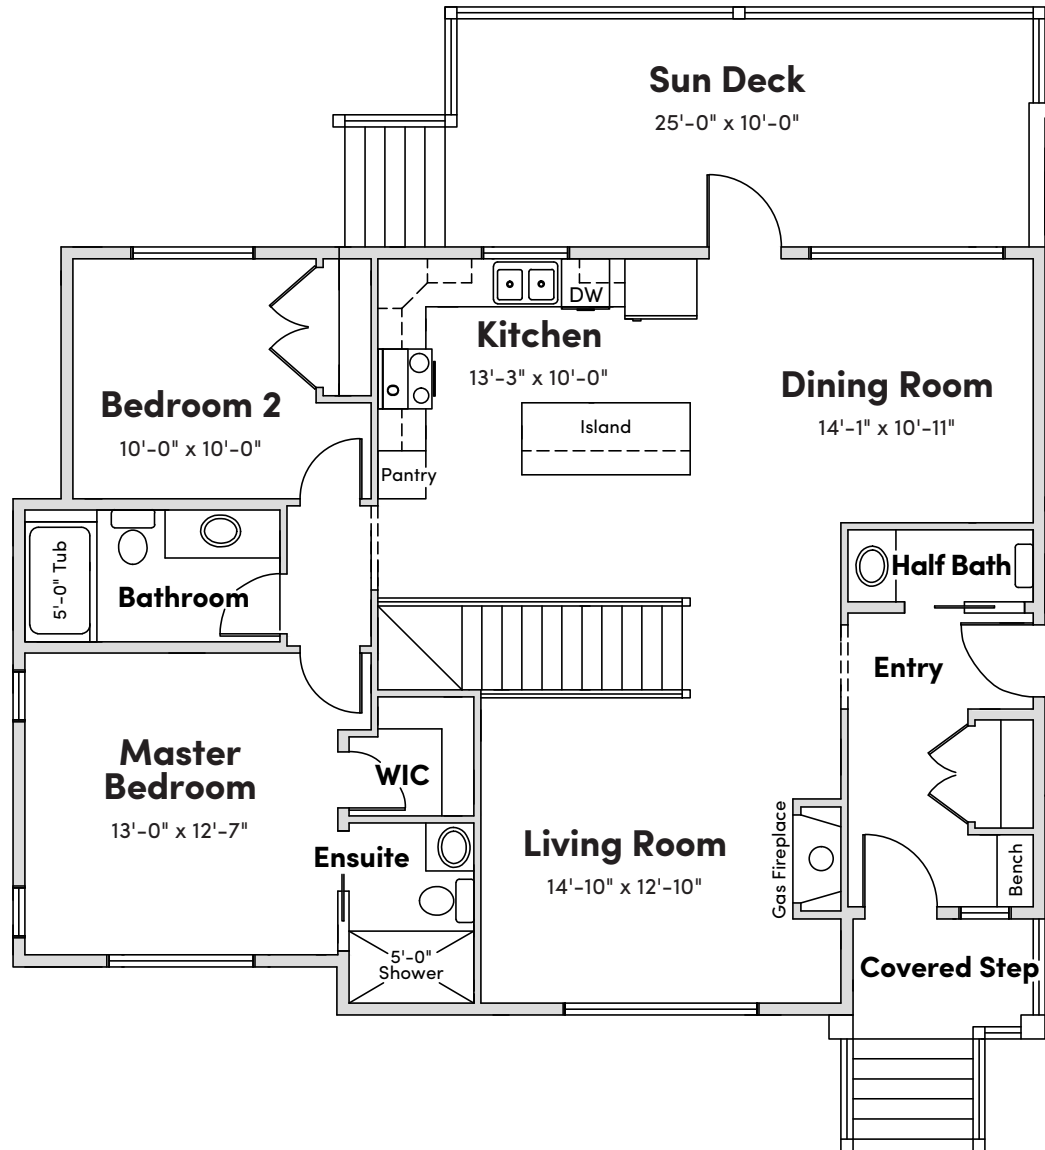 Sun Deck
25'-0" x 10'-0"
DW
Kitchen
13'-3" x 10'-0"
Dining Room
14'-1" x 10'-11"
Bedroom 2
10'-0" x 10'-0"
Island
Pantry
5'-0" Tub
Bathroom
Half Bath
Entry
Master
Bedroom
13'-0" x 12'-7"
WIC
Ensuite
Living Room
14'-10" x 12'-10"
Gas Fireplace
Bench
5'-0"
Shower
Covered Step